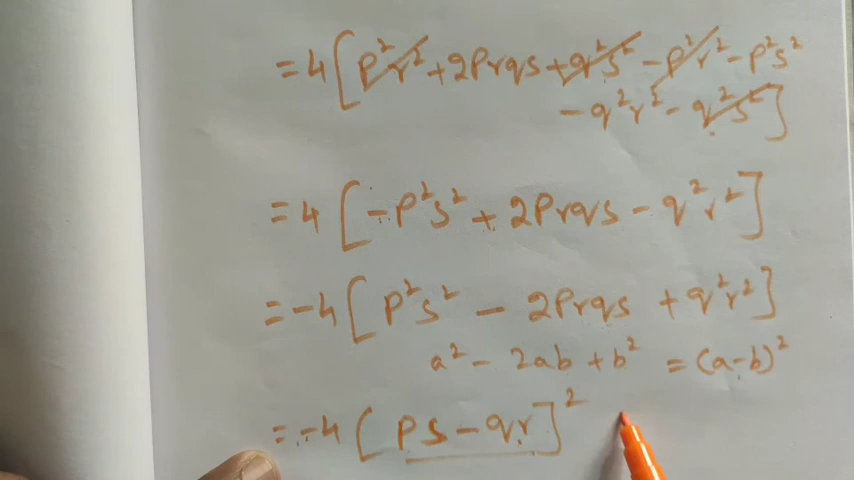 = 4 [ p²r² + 2prqs + q²s² - p²r² - p²s²
- q²r² - q²s² ]
= 4 [ -p²s² + 2prqs - q²r² ]
= -4 [ p²s² - 2prqs + q²r² ]
a² - 2ab + b² = (a-b)²
= -4 [ ps - qr ]²